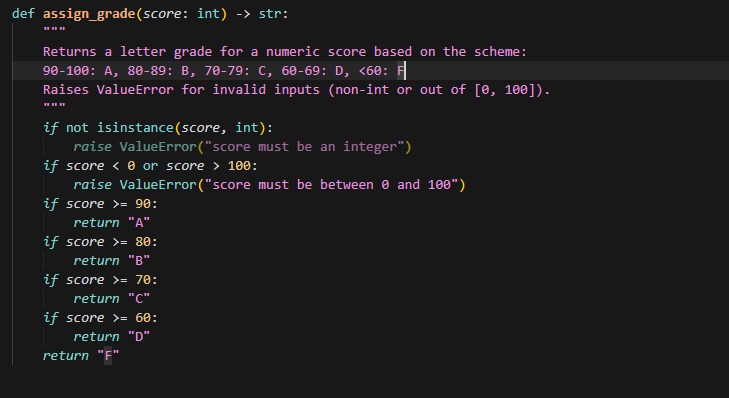 def assign_grade(score: int) -> str:
    """
    Returns a letter grade for a numeric score based on the scheme:
    90-100: A, 80-89: B, 70-79: C, 60-69: D, <60: F
    Raises ValueError for invalid inputs (non-int or out of [0, 100]).
    """
    if not isinstance(score, int):
        raise ValueError("score must be an integer")
    if score < 0 or score > 100:
        raise ValueError("score must be between 0 and 100")
    if score >= 90:
        return "A"
    if score >= 80:
        return "B"
    if score >= 70:
        return "C"
    if score >= 60:
        return "D"
    return "F"